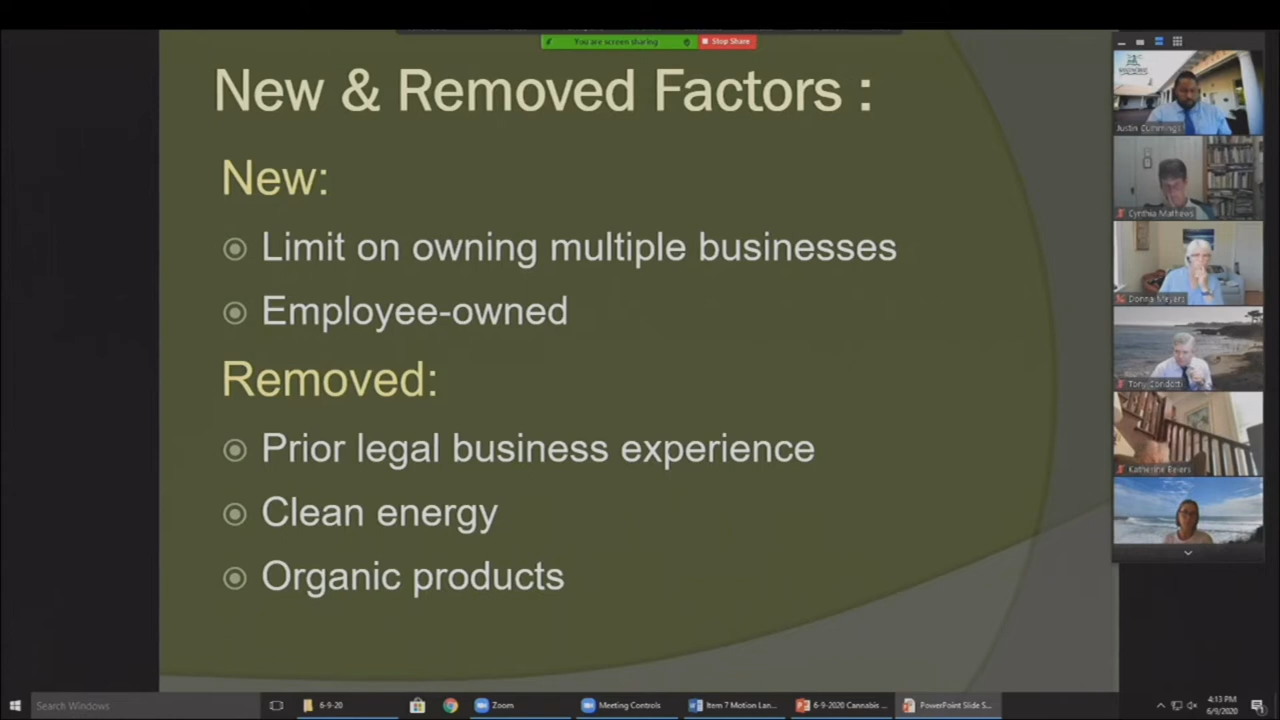 You are screen sharing
Stop Share
New & Removed Factors :
New:
Limit on owning multiple businesses
Employee-owned
Removed:
Prior legal business experience
Clean energy
Organic products
Justin Cummings
Cynthia Mathews
Donna Meyers
Tony Condotti
Katherine Beiers
Search Windows
6-9-20
Zoom
Meeting Controls
Item 7 Motion Lan...
6-9-2020 Cannabis ...
PowerPoint Slide S...
4:13 PM
6/9/2020